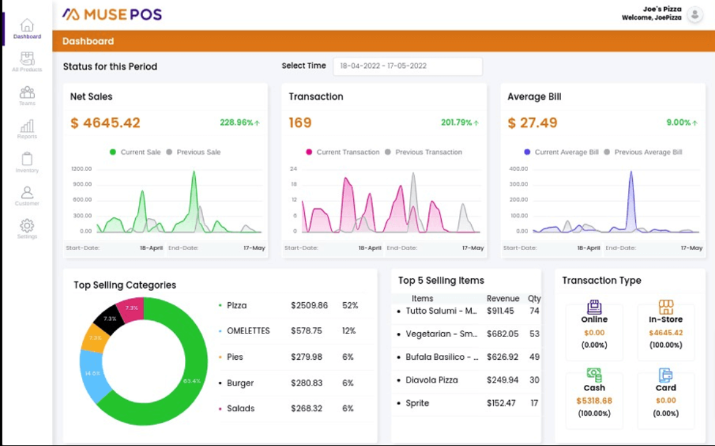 MUSE POS
Joe's Pizza
Welcome, JoePizza
Dashboard
All Products
Teams
Reports
Inventory
Customer
Settings
Dashboard
Status for this Period
Select Time
18-04-2022 - 17-05-2022
Net Sales
$ 4645.42
228.96% ↑
Current Sale
Previous Sale
1200.00
900.00
600.00
300.00
0.00
Start-Date:
18-April
End-Date:
17-May
Transaction
169
201.79% ↑
Current Transaction
Previous Transaction
24
18
12
6
0
Start-Date:
18-April
End-Date:
17-May
Average Bill
$ 27.49
9.00% ↑
Current Average Bill
Previous Average Bill
400.00
300.00
200.00
100.00
0.00
Start-Date:
18-April
End-Date:
17-May
Top Selling Categories
7.3%
7.3%
63.4%
Pizza $2509.86 52%
OMELETTES $578.75 12%
Pies $279.98 6%
Burger $280.83 6%
Salads $268.32 6%
Top 5 Selling Items
Items Revenue Qty
Tutto Salumi - M... $911.45 74
Vegetarian - Sm... $682.05 53
Bufala Basilico - ... $626.92 49
Diavola Pizza $249.94 30
Sprite $152.47 17
Transaction Type
Online
$0.00
(0.00%)
In-Store
$4645.42
(100.00%)
Cash
$5318.68
(100.00%)
Card
$0.00
(0.00%)